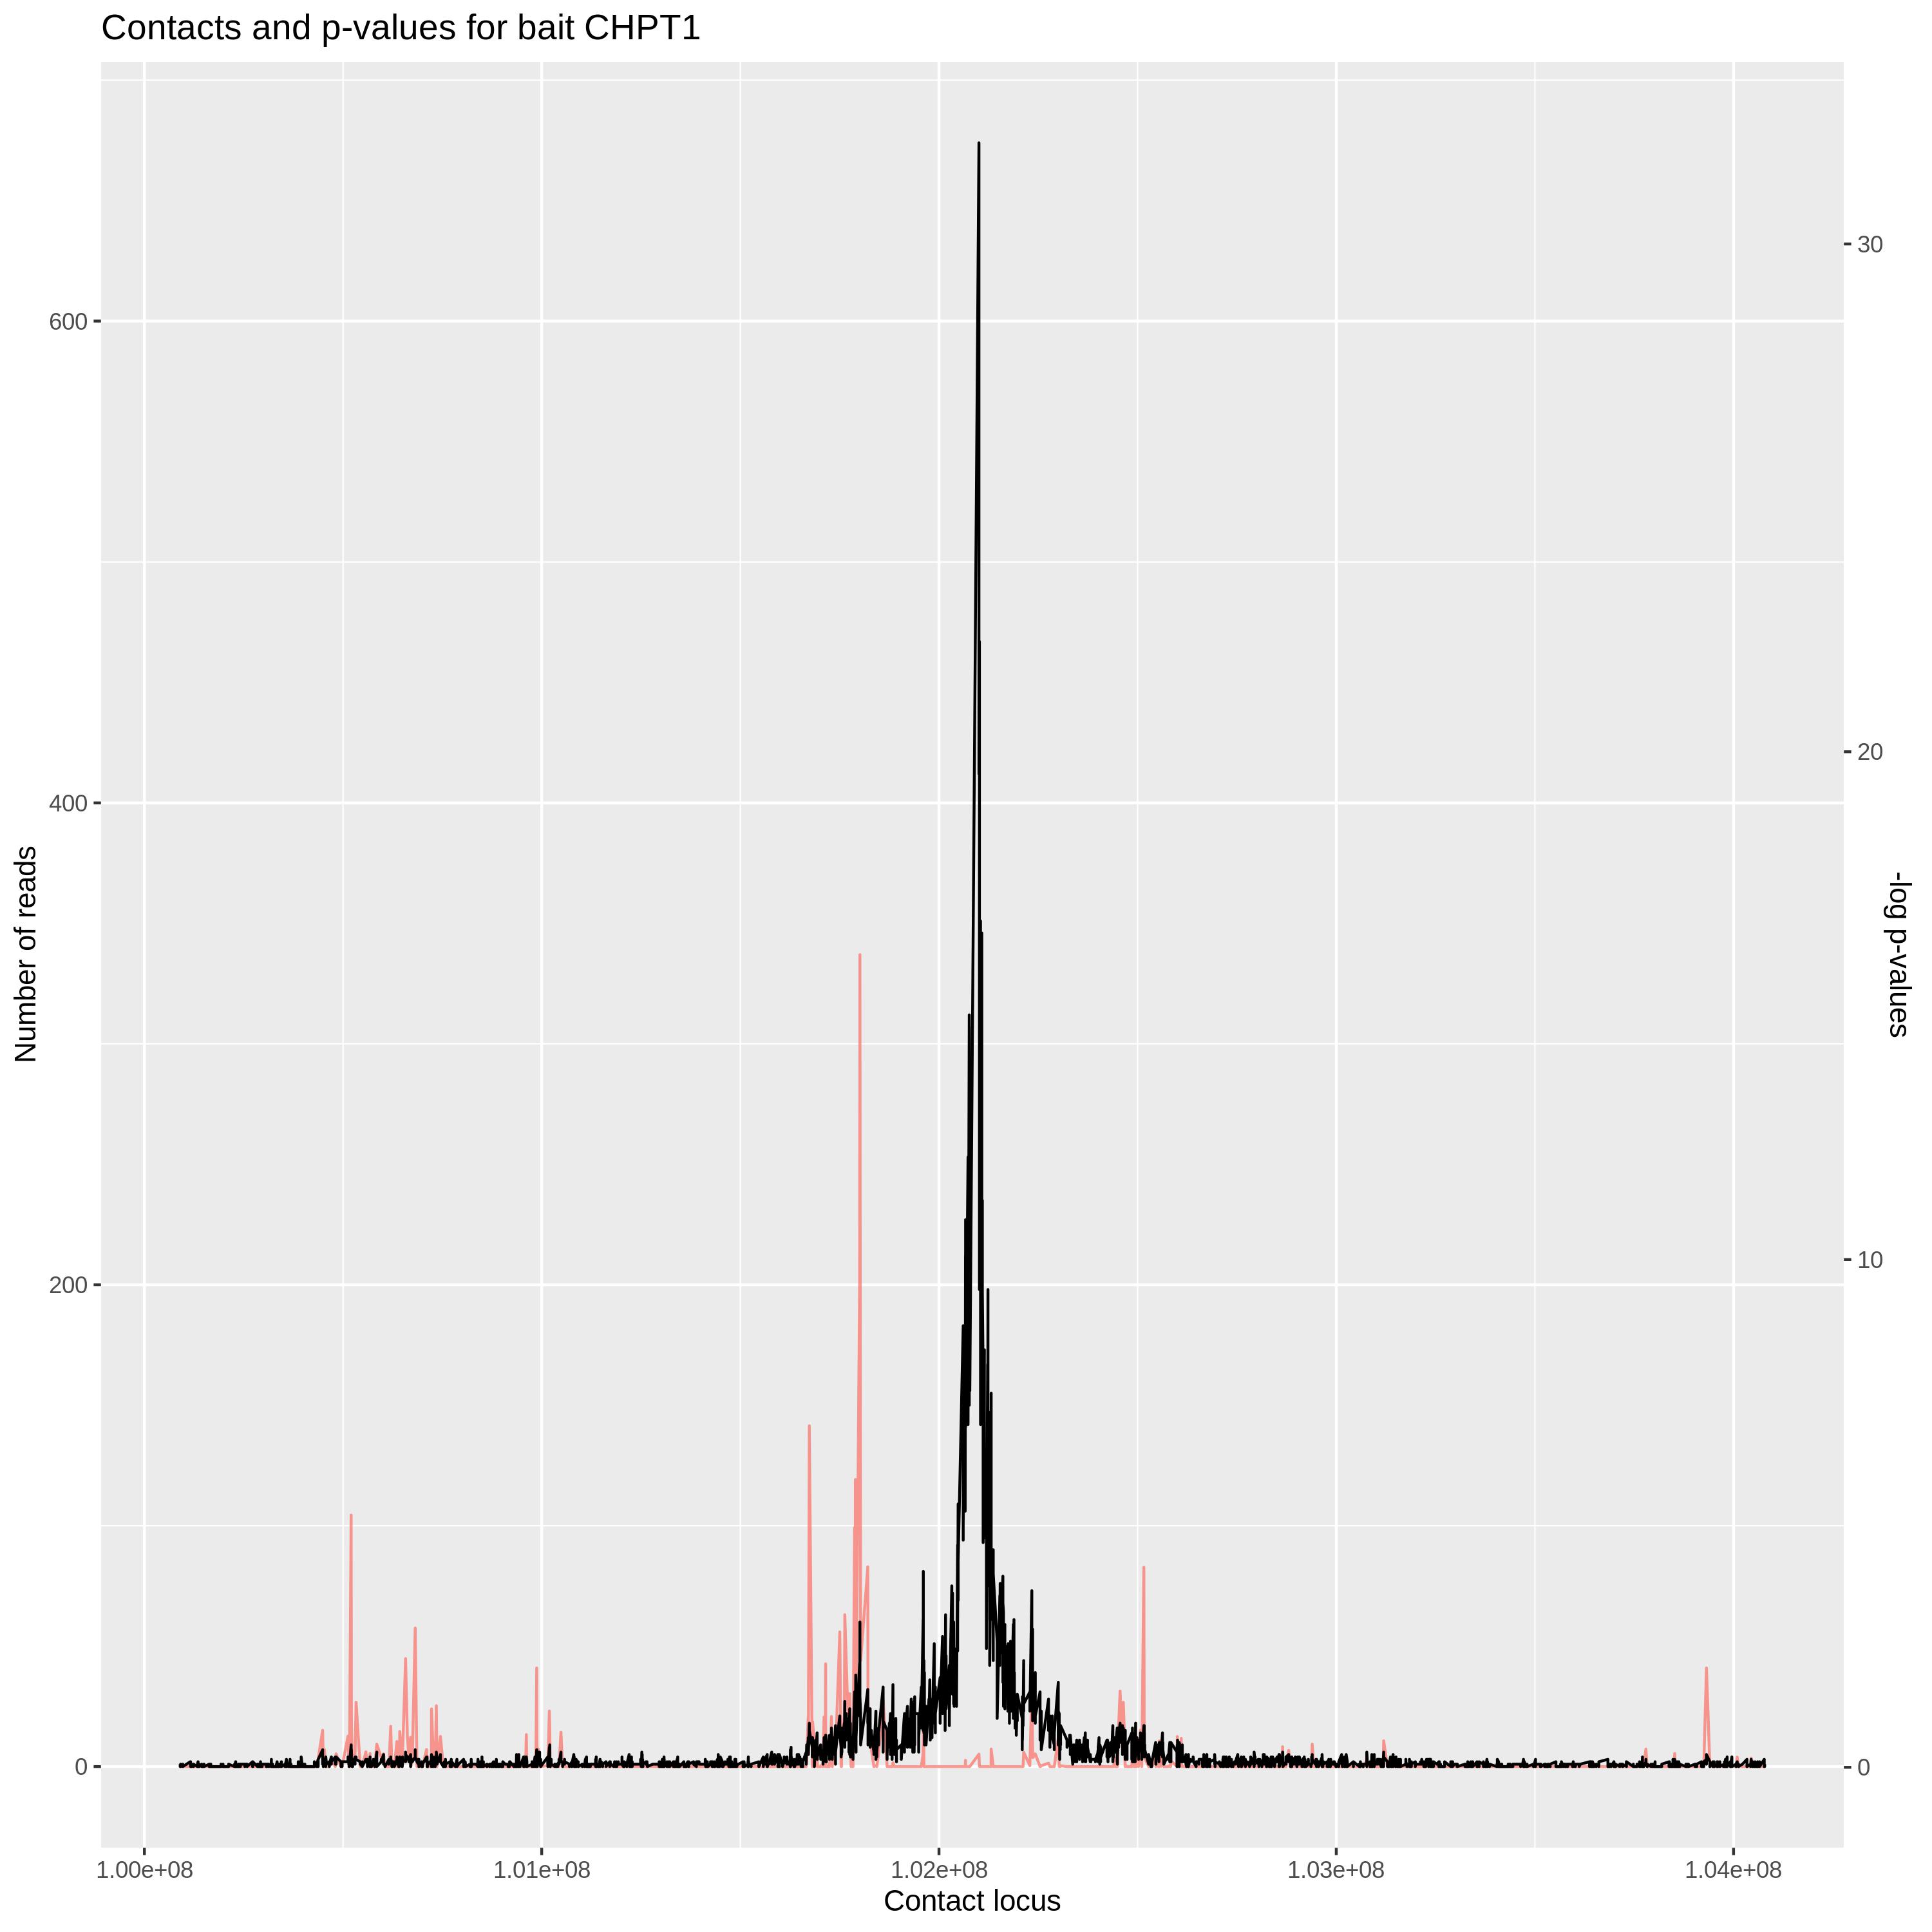 Contacts and p-values for bait CHPT1
Number of reads
600
400
200
0
30
20
10
0
-log p-values
1.00e+08 1.01e+08 1.02e+08 1.03e+08 1.04e+08
Contact locus